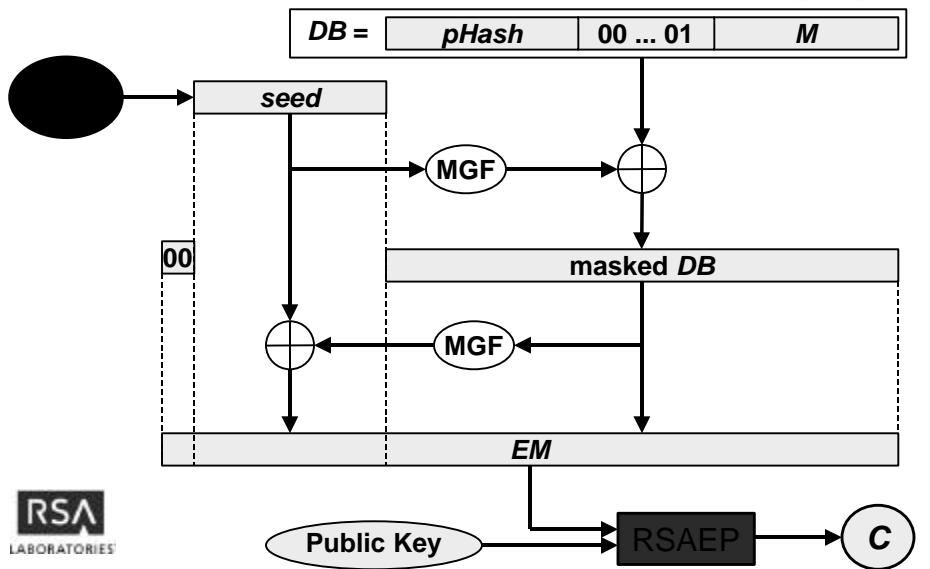 DB = pHash 00 ... 01 M
seed
MGF
00
masked DB
MGF
EM
RSA
LABORATORIES
Public Key
RSAEP
C